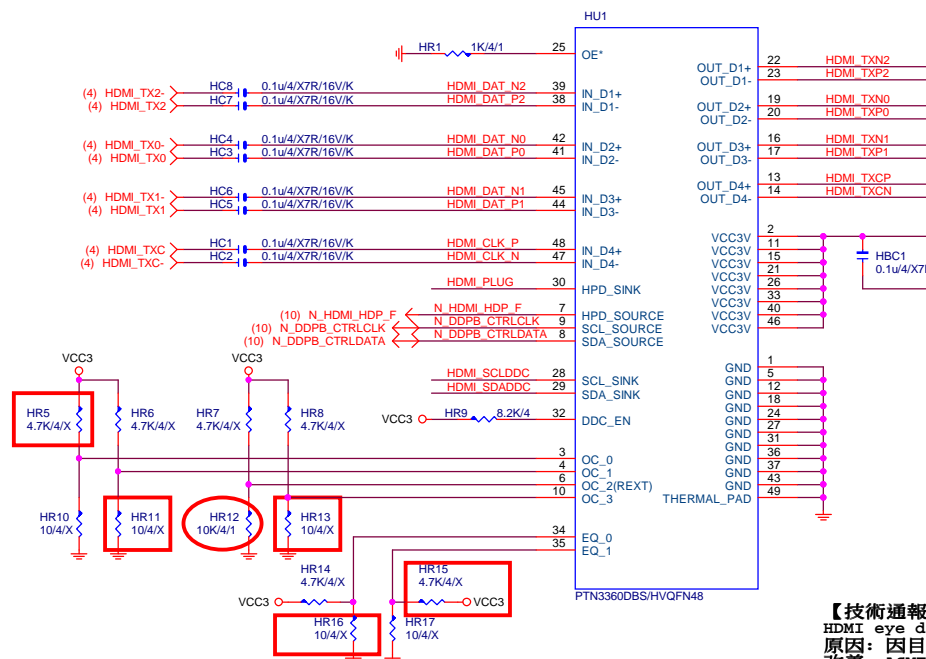 HU1
HR1 1K/4/1 25 OE*
22 HDMI_TXN2
OUT_D1+
23 HDMI_TXP2
OUT_D1-
(4) HDMI_TX2- HC8 0.1u/4/X7R/16V/K HDMI_DAT_N2 39 IN_D1+
(4) HDMI_TX2 HC7 0.1u/4/X7R/16V/K HDMI_DAT_P2 38 IN_D1-
OUT_D2+ 19 HDMI_TXN0
OUT_D2- 20 HDMI_TXP0
(4) HDMI_TX0- HC4 0.1u/4/X7R/16V/K HDMI_DAT_N0 42 IN_D2+
(4) HDMI_TX0 HC3 0.1u/4/X7R/16V/K HDMI_DAT_P0 41 IN_D2-
OUT_D3+ 16 HDMI_TXN1
OUT_D3- 17 HDMI_TXP1
(4) HDMI_TX1- HC6 0.1u/4/X7R/16V/K HDMI_DAT_N1 45 IN_D3+
(4) HDMI_TX1 HC5 0.1u/4/X7R/16V/K HDMI_DAT_P1 44 IN_D3-
OUT_D4+ 13 HDMI_TXCP
OUT_D4- 14 HDMI_TXCN
(4) HDMI_TXC HC1 0.1u/4/X7R/16V/K HDMI_CLK_P 48 IN_D4+
(4) HDMI_TXC- HC2 0.1u/4/X7R/16V/K HDMI_CLK_N 47 IN_D4-
VCC3V 2
VCC3V 11
VCC3V 15
VCC3V 21
VCC3V 26
VCC3V 33
VCC3V 40
VCC3V 46
HBC1
0.1u/4/X7
HDMI_PLUG 30 HPD_SINK
(10) N_HDMI_HDP_F N_HDMI_HDP_F 7 HPD_SOURCE
(10) N_DDPB_CTRLCLK N_DDPB_CTRLCLK 9 SCL_SOURCE
(10) N_DDPB_CTRLDATA N_DDPB_CTRLDATA 8 SDA_SOURCE
HDMI_SCLDDC 28 SCL_SINK
HDMI_SDADDC 29 SDA_SINK
VCC3 HR9 8.2K/4 32 DDC_EN
GND 1
GND 5
GND 12
GND 18
GND 24
GND 27
GND 31
GND 36
GND 37
GND 43
THERMAL_PAD 49
VCC3 VCC3
HR5 HR6 HR7 HR8
4.7K/4/X 4.7K/4/X 4.7K/4/X 4.7K/4/X
3 OC_0
4 OC_1
6 OC_2(REXT)
10 OC_3
HR10 HR11 HR12 HR13
10/4/X 10/4/X 10K/4/1 10/4/X
34 EQ_0
35 EQ_1
HR14 HR15
4.7K/4/X 4.7K/4/X
VCC3 VCC3
HR16 HR17
10/4/X 10/4/X
PTN3360DBS/HVQFN48
【技術通報
HDMI eye d
原因: 因目